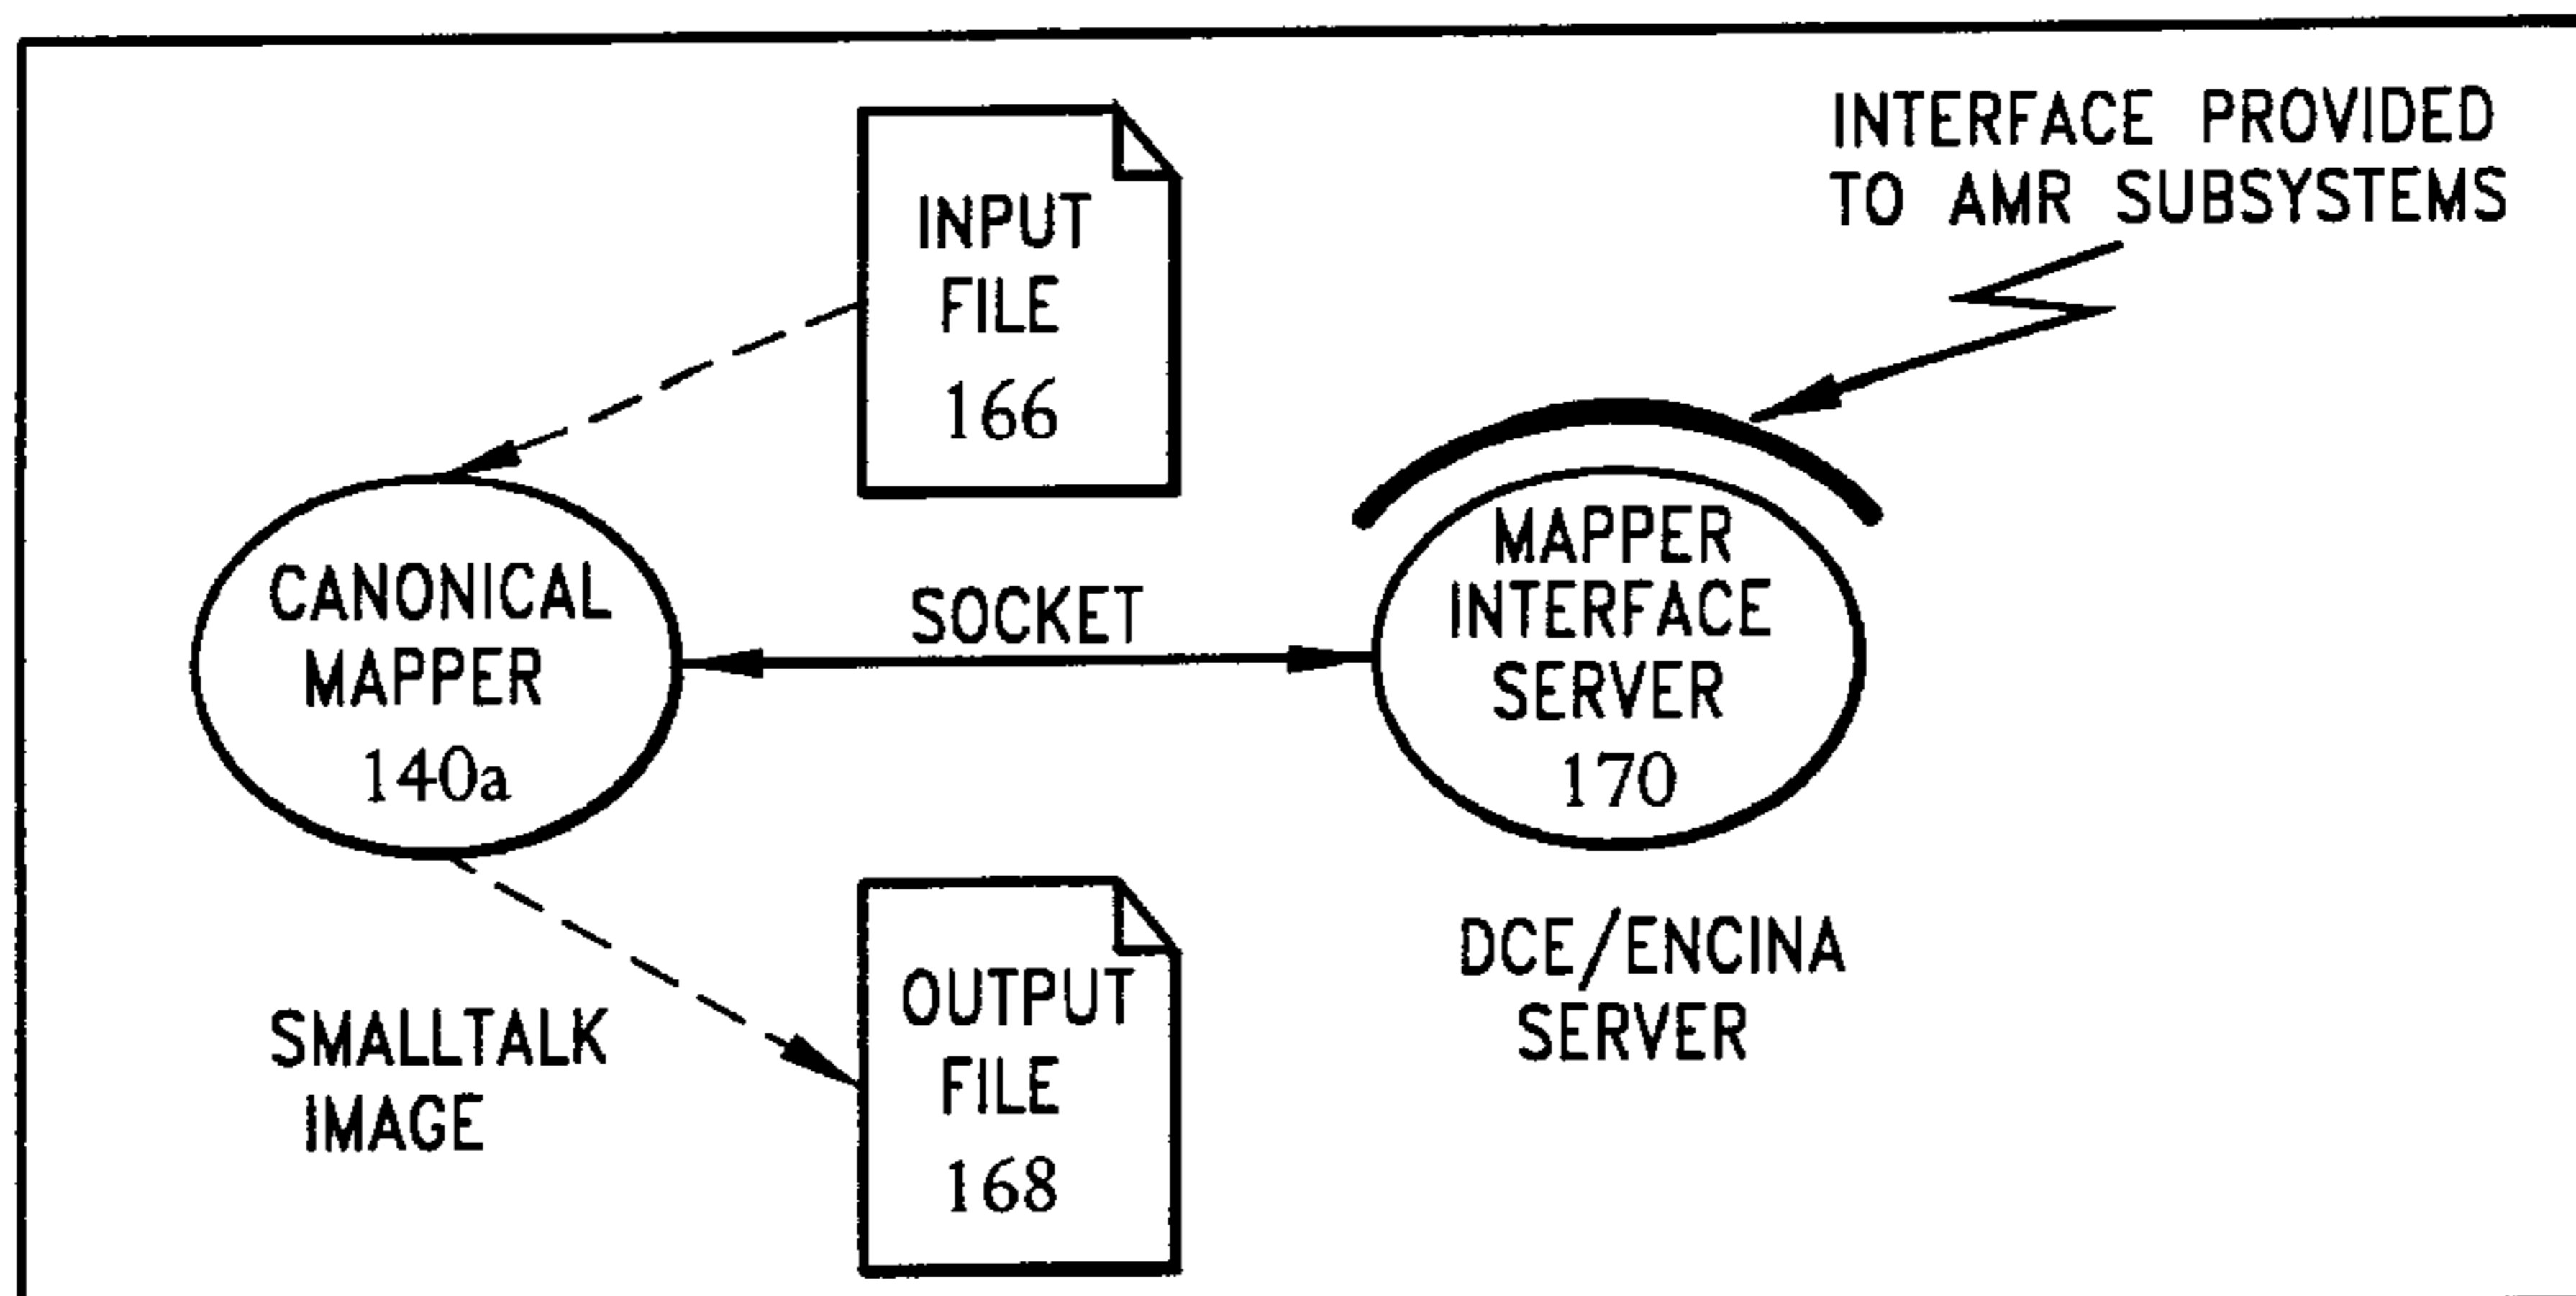 INTERFACE PROVIDED
TO AMR SUBSYSTEMS
INPUT
FILE
166
CANONICAL
MAPPER
140a
SOCKET
MAPPER
INTERFACE
SERVER
170
SMALLTALK
IMAGE
OUTPUT
FILE
168
DCE/ENCINA
SERVER